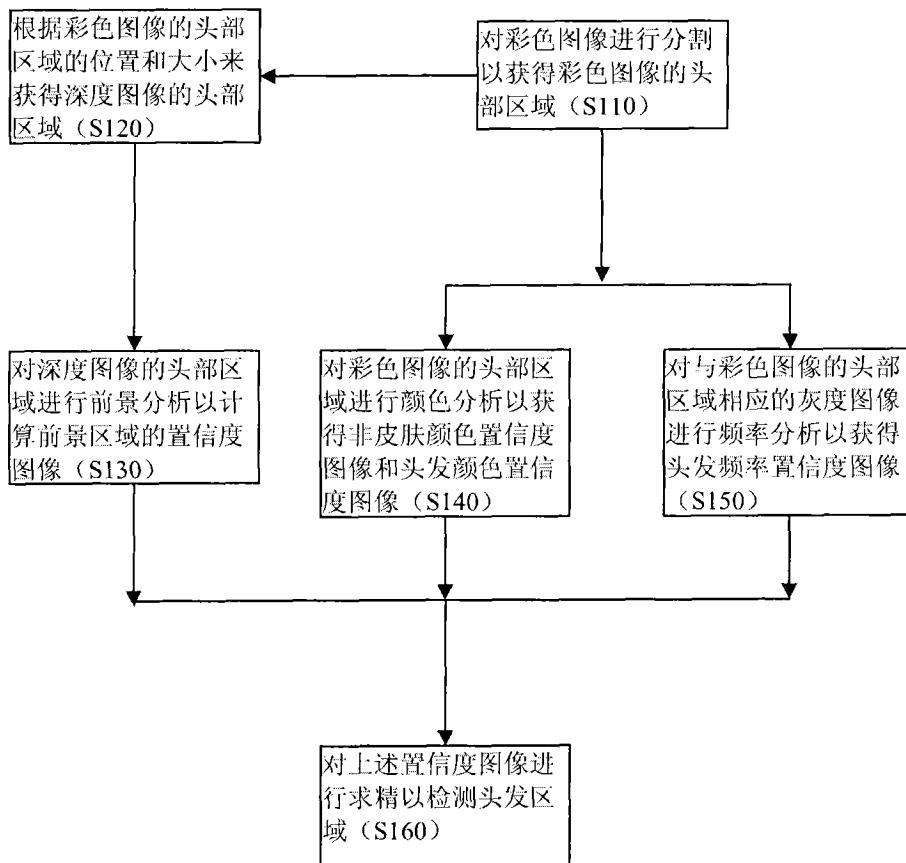 根据彩色图像的头部
区域的位置和大小来
获得深度图像的头部
区域（S120）
对彩色图像进行分割
以获得彩色图像的头
部区域（S110）
对深度图像的头部区
域进行前景分析以计
算前景区域的置信度
图像（S130）
对彩色图像的头部区
域进行颜色分析以获
得非皮肤颜色置信度
图像和头发颜色置信
度图像（S140）
对与彩色图像的头部
区域相应的灰度图像
进行频率分析以获得
头发频率置信度图像
（S150）
对上述置信度图像进
行求精以检测头发区
域（S160）